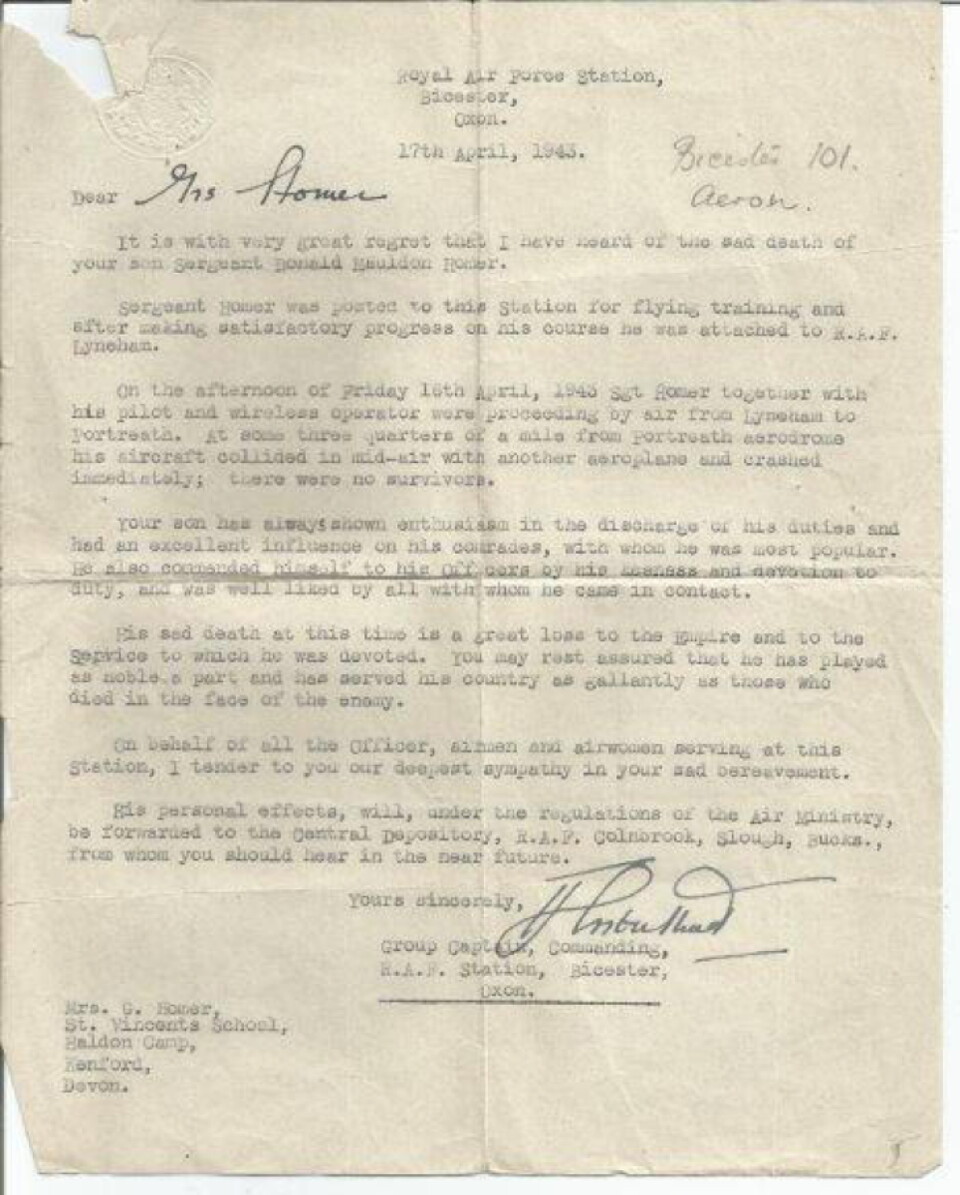 Royal Air Force Station,
Bicester,
Oxon.
17th April, 1943.
Bicester 101.
Aeron.
Dear Mrs Homer
It is with very great regret that I have heard of the sad death of
your son Sergeant Donald Mauldon Homer.
Sergeant Homer was posted to this Station for flying training and
after making satisfactory progress on his course he was attached to R.A.F.
Lyneham.
On the afternoon of Friday 16th April, 1943 Sgt Homer together with
his pilot and wireless operator were proceeding by air from Lyneham to
Portreath. At some three quarters of a mile from Portreath aerodrome
his aircraft collided in mid-air with another aeroplane and crashed
immediately; there were no survivors.
Your son has always shown enthusiasm in the discharge of his duties and
had an excellent influence on his comrades, with whom he was most popular.
He also commanded himself to his Officers by his keeness and devotion to
duty, and was well liked by all with whom he came in contact.
His sad death at this time is a great loss to the Empire and to the
Service to which he was devoted. You may rest assured that he has played
as noble a part and has served his country as gallantly as those who
died in the face of the enemy.
On behalf of all the Officer, airmen and airwomen serving at this
Station, I tender to you our deepest sympathy in your sad bereavement.
His personal effects, will, under the regulations of the Air Ministry,
be forwarded to the Central Depository, R.A.F. Colnbrook, Slough, Bucks.,
from whom you should hear in the near future.
Yours sincerely,
Group Captain, Commanding,
R.A.F. Station, Bicester,
Oxon.
Mrs. G. Homer,
St. Vincents School,
Haldon Camp,
Kenford,
Devon.